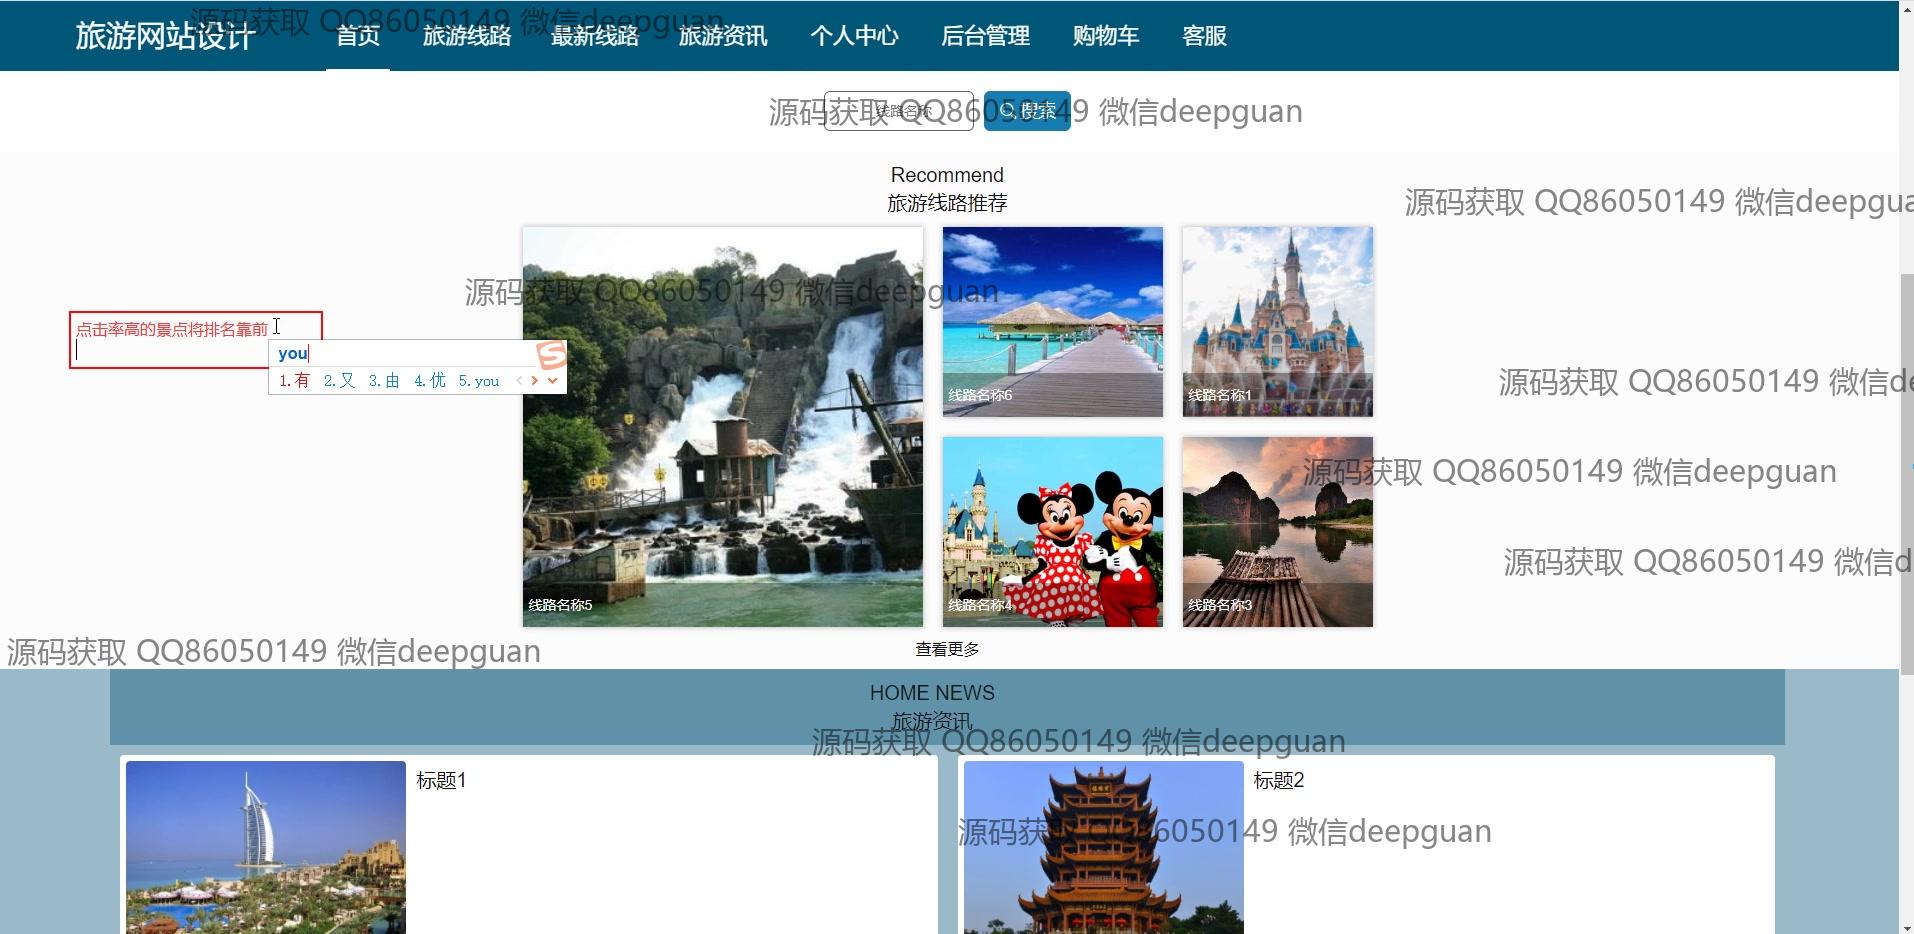 源码获取 QQ86050149 微信deepguan
旅游网站设计 首页 旅游线路 最新线路 旅游资讯 个人中心 后台管理 购物车 客服
线路名称 搜索
源码获取 QQ86050149 微信deepguan
Recommend
旅游线路推荐
源码获取 QQ86050149 微信deepgua
源码获取 QQ86050149 微信deepguan
点击率高的景点将排名靠前
you
1.有 2.又 3.由 4.优 5.you
源码获取 QQ86050149 微信de
线路名称6
线路名称1
源码获取 QQ86050149 微信deepguan
源码获取 QQ86050149 微信d
线路名称5
线路名称4
线路名称3
查看更多
源码获取 QQ86050149 微信deepguan
HOME NEWS
旅游资讯
源码获取 QQ86050149 微信deepguan
标题1
标题2
源码获取 QQ86050149 微信deepguan